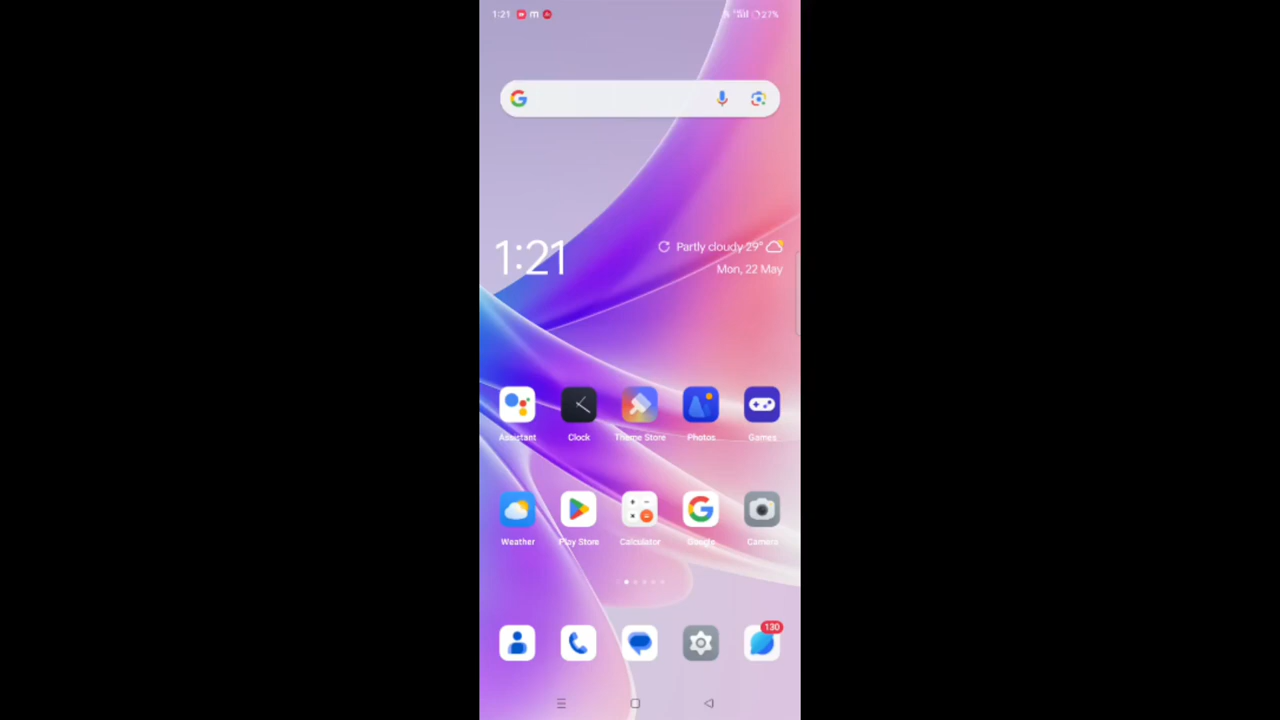 1:21 27%
1:21
Partly cloudy 29°
Mon, 22 May
Assistant Clock Theme Store Photos Games
Weather Play Store Calculator Google Camera
130